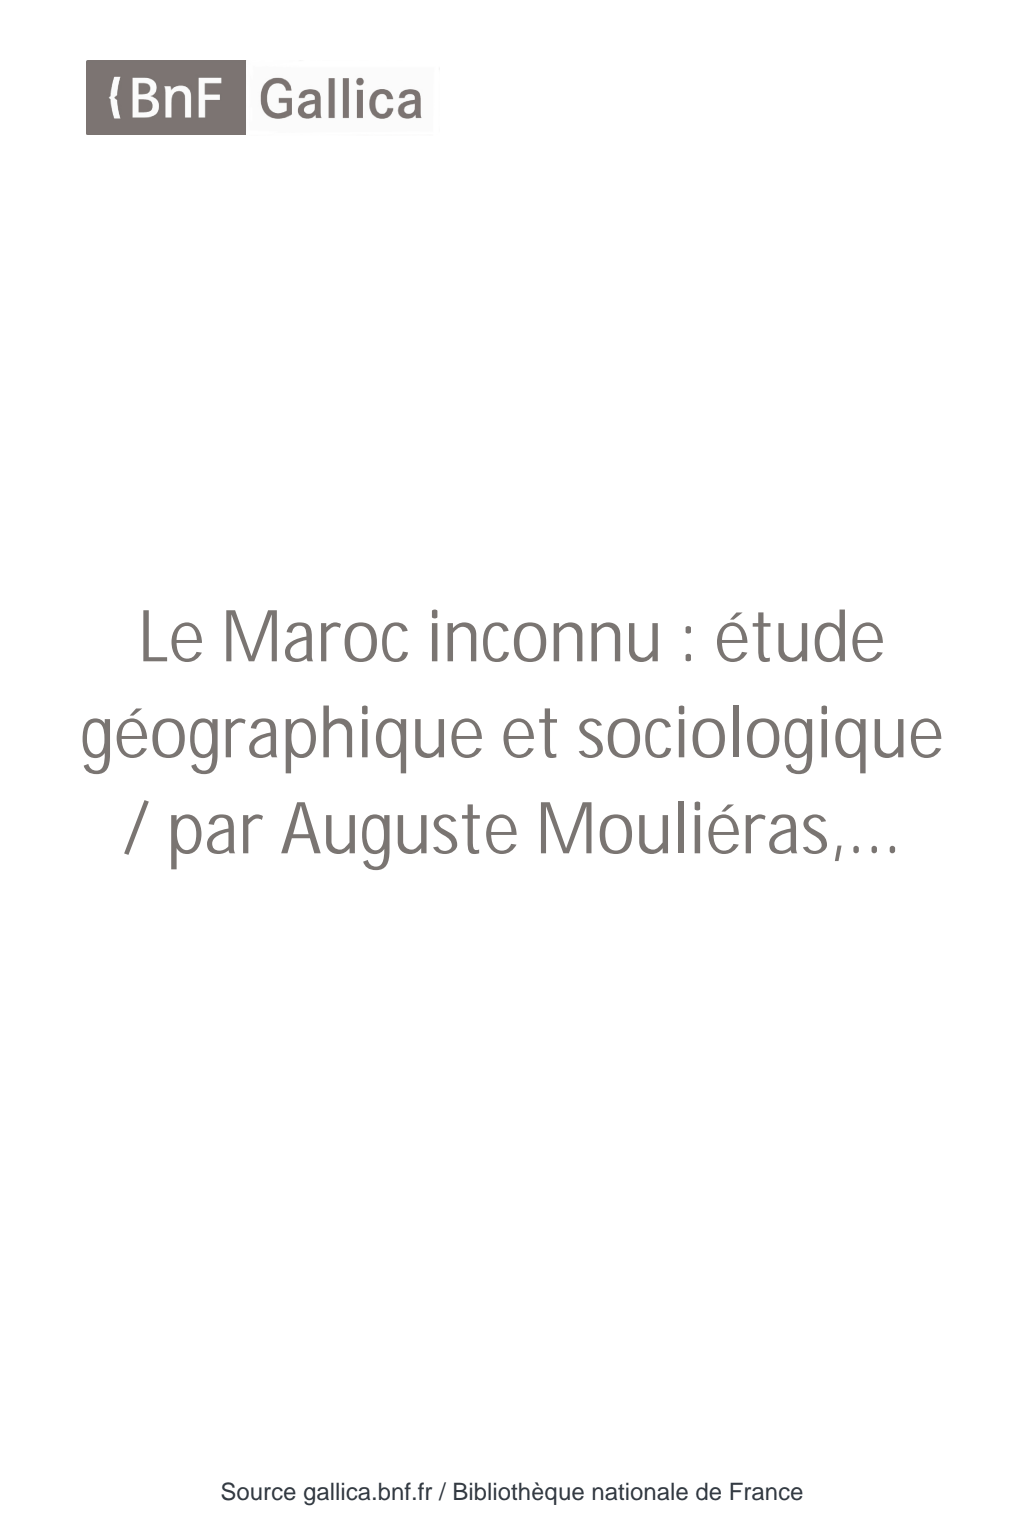 {BnF Gallica
Le Maroc inconnu : étude
géographique et sociologique
/ par Auguste Mouliéras,...
Source gallica.bnf.fr / Bibliothèque nationale de France